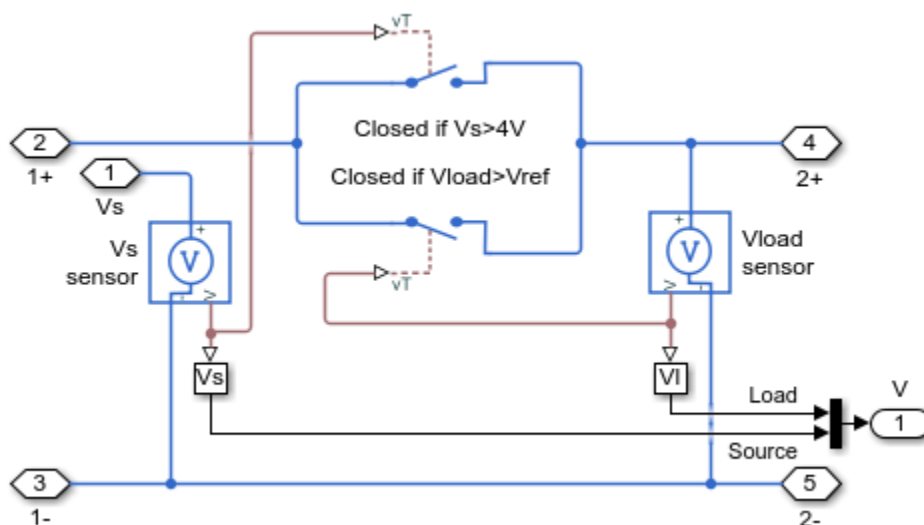 vT
2
1+
Closed if Vs>4V
4
2+
1
Vs
Closed if Vload>Vref
Vs
sensor
+
V
-
V
+
V
-
V
Vload
sensor
vT
Vs
Vl
Load
Source
V
1
3
1-
5
2-